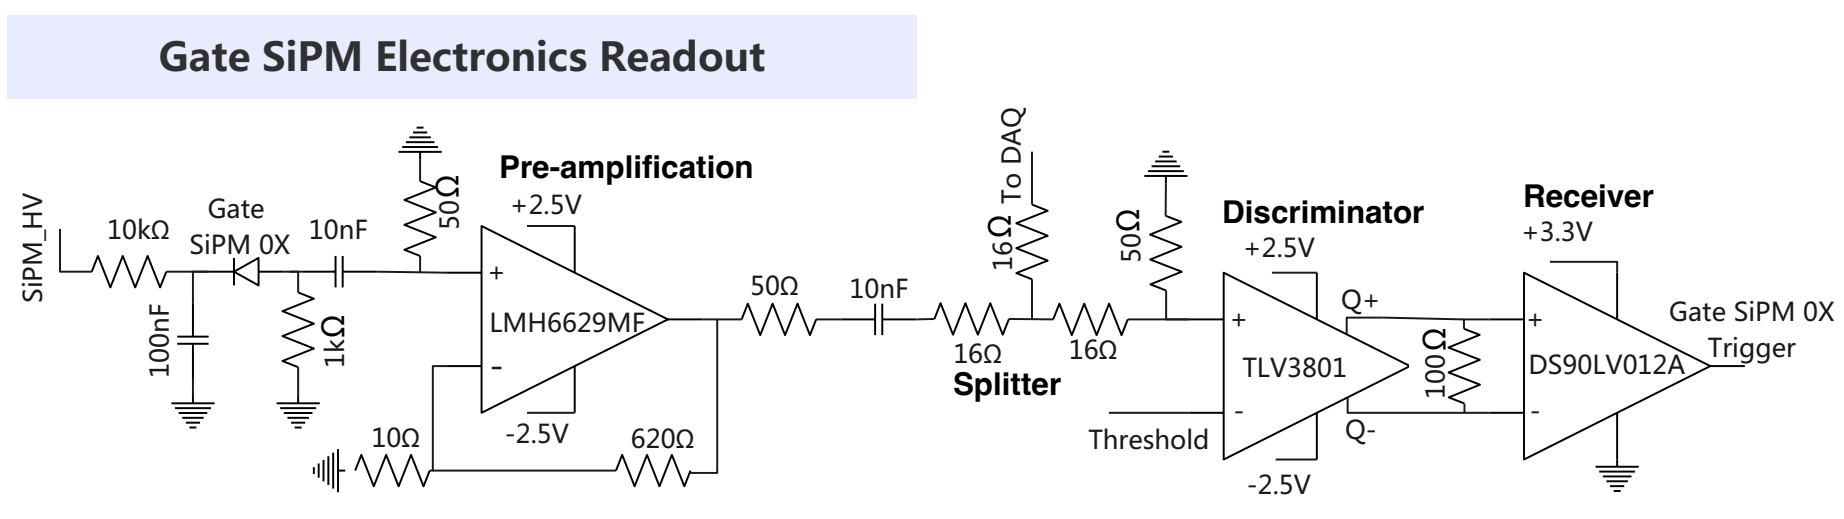 Gate SiPM Electronics Readout
SiPM_HV
10kΩ
100nF
Gate
SiPM 0X
1kΩ
10nF
50Ω
Pre-amplification
+2.5V
+
LMH6629MF
-
-2.5V
10Ω
620Ω
50Ω
10nF
16Ω
Splitter
16Ω
To DAQ
16Ω
50Ω
Discriminator
+2.5V
+
TLV3801
-
Threshold
-2.5V
Q+
Q-
100Ω
Receiver
+3.3V
+
DS90LV012A
-
Gate SiPM 0X
Trigger